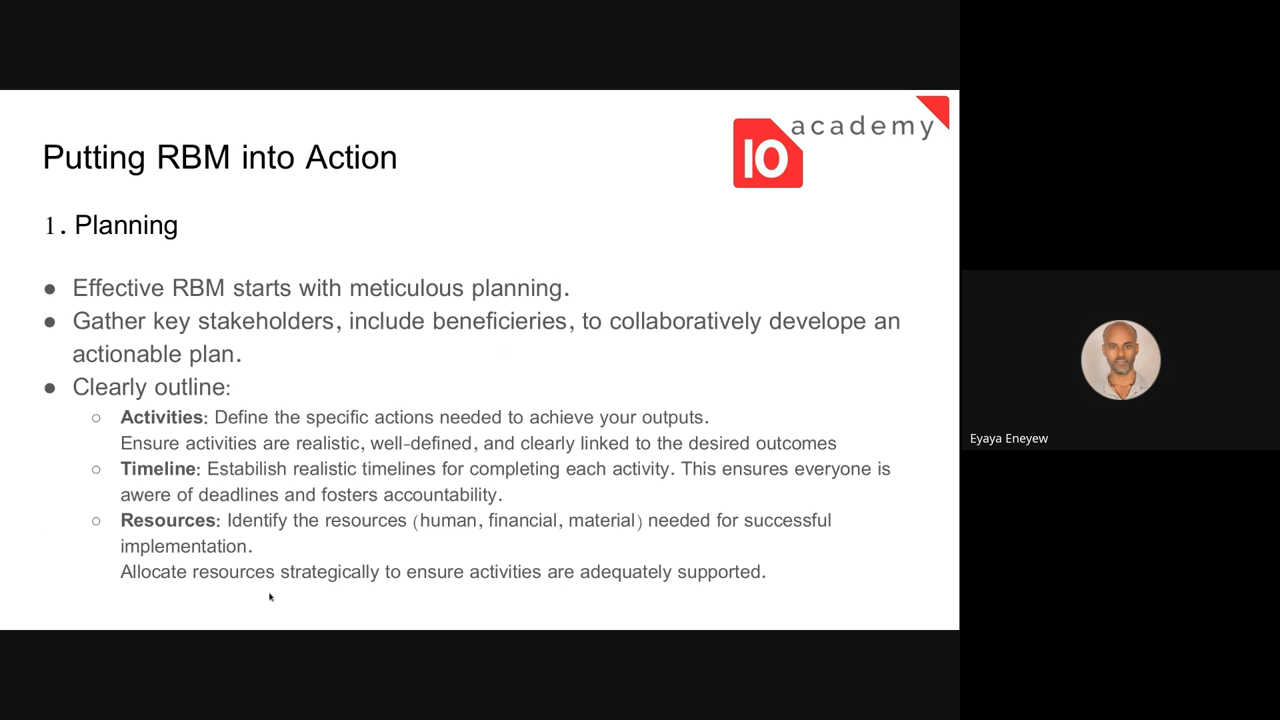 10 academy
Putting RBM into Action
1. Planning
● Effective RBM starts with meticulous planning.
● Gather key stakeholders, include beneficieries, to collaboratively develope an
actionable plan.
● Clearly outline:
○ Activities: Define the specific actions needed to achieve your outputs.
Ensure activities are realistic, well-defined, and clearly linked to the desired outcomes
○ Timeline: Estabilish realistic timelines for completing each activity. This ensures everyone is
awere of deadlines and fosters accountability.
○ Resources: Identify the resources (human, financial, material) needed for successful
implementation.
Allocate resources strategically to ensure activities are adequately supported.
Eyaya Eneyew